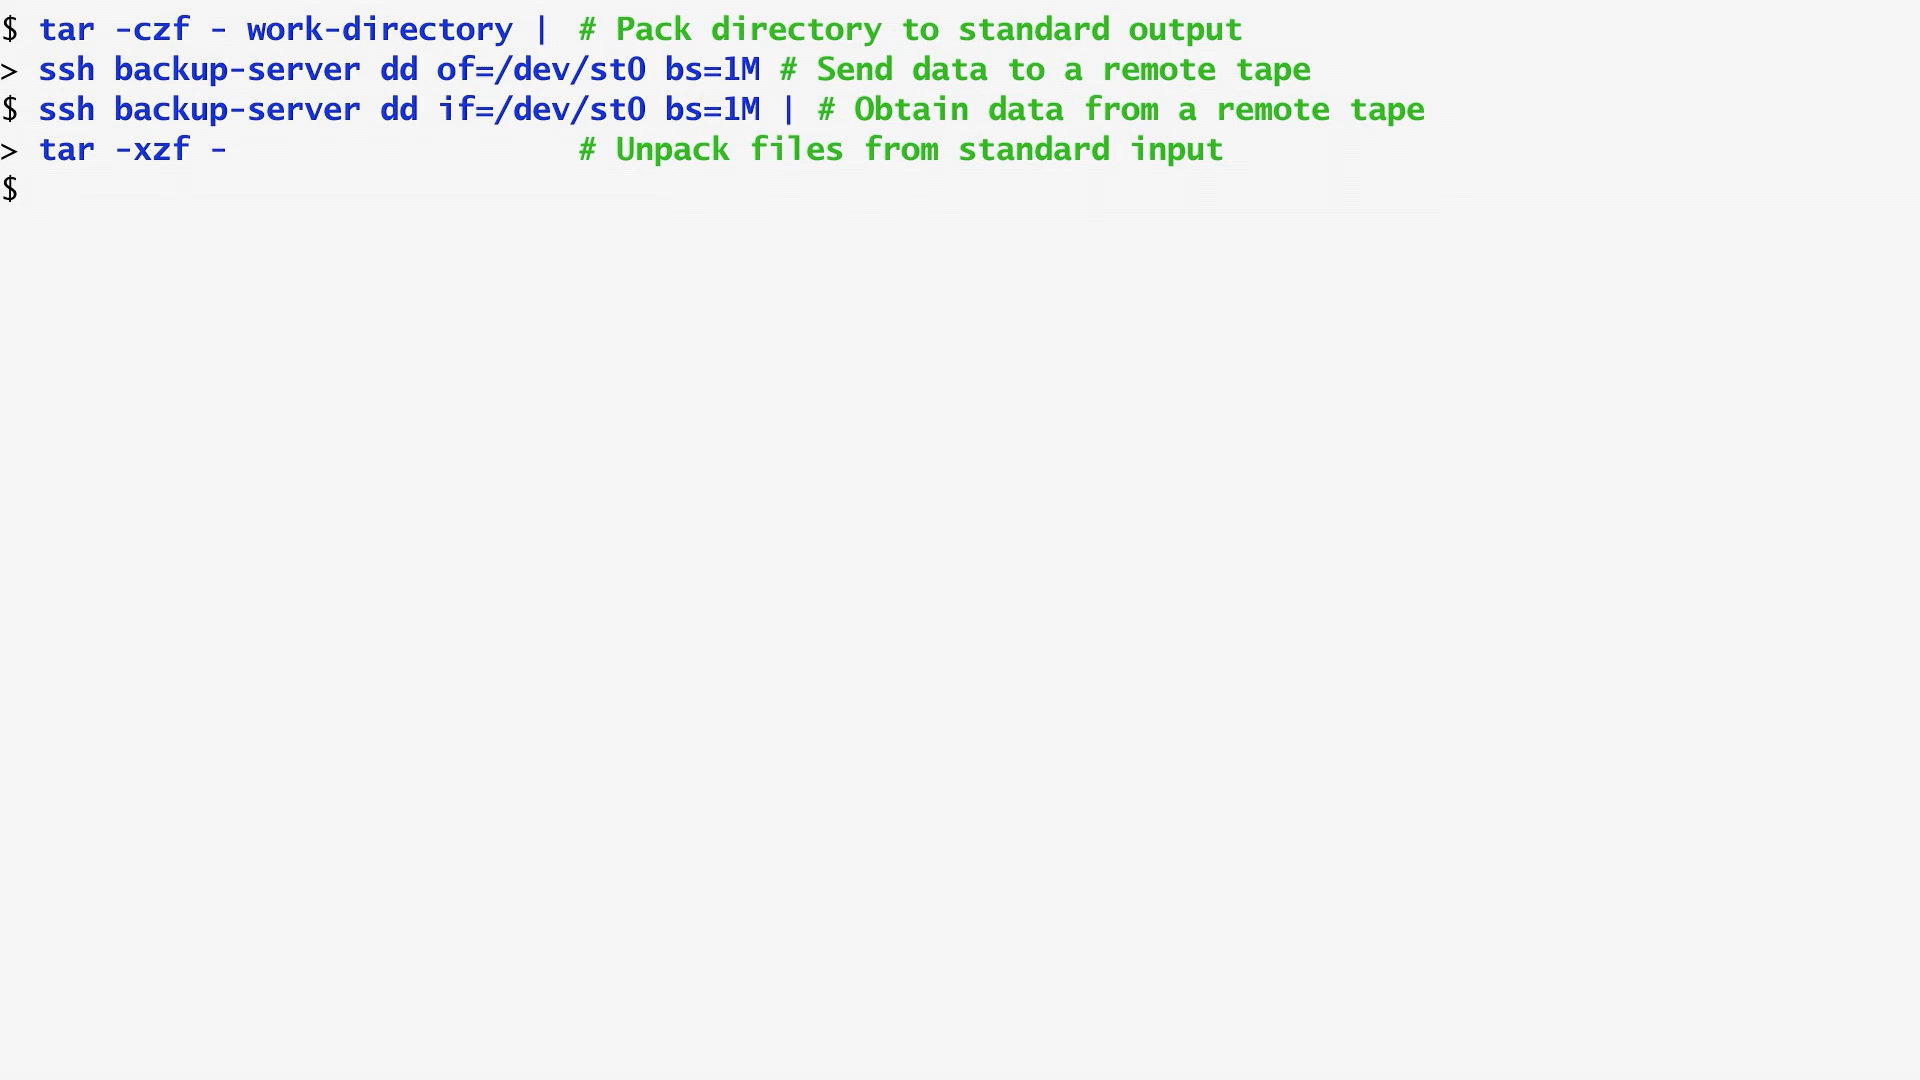 $ tar -czf - work-directory |  # Pack directory to standard output
> ssh backup-server dd of=/dev/st0 bs=1M # Send data to a remote tape
$ ssh backup-server dd if=/dev/st0 bs=1M | # Obtain data from a remote tape
> tar -xzf -                   # Unpack files from standard input
$